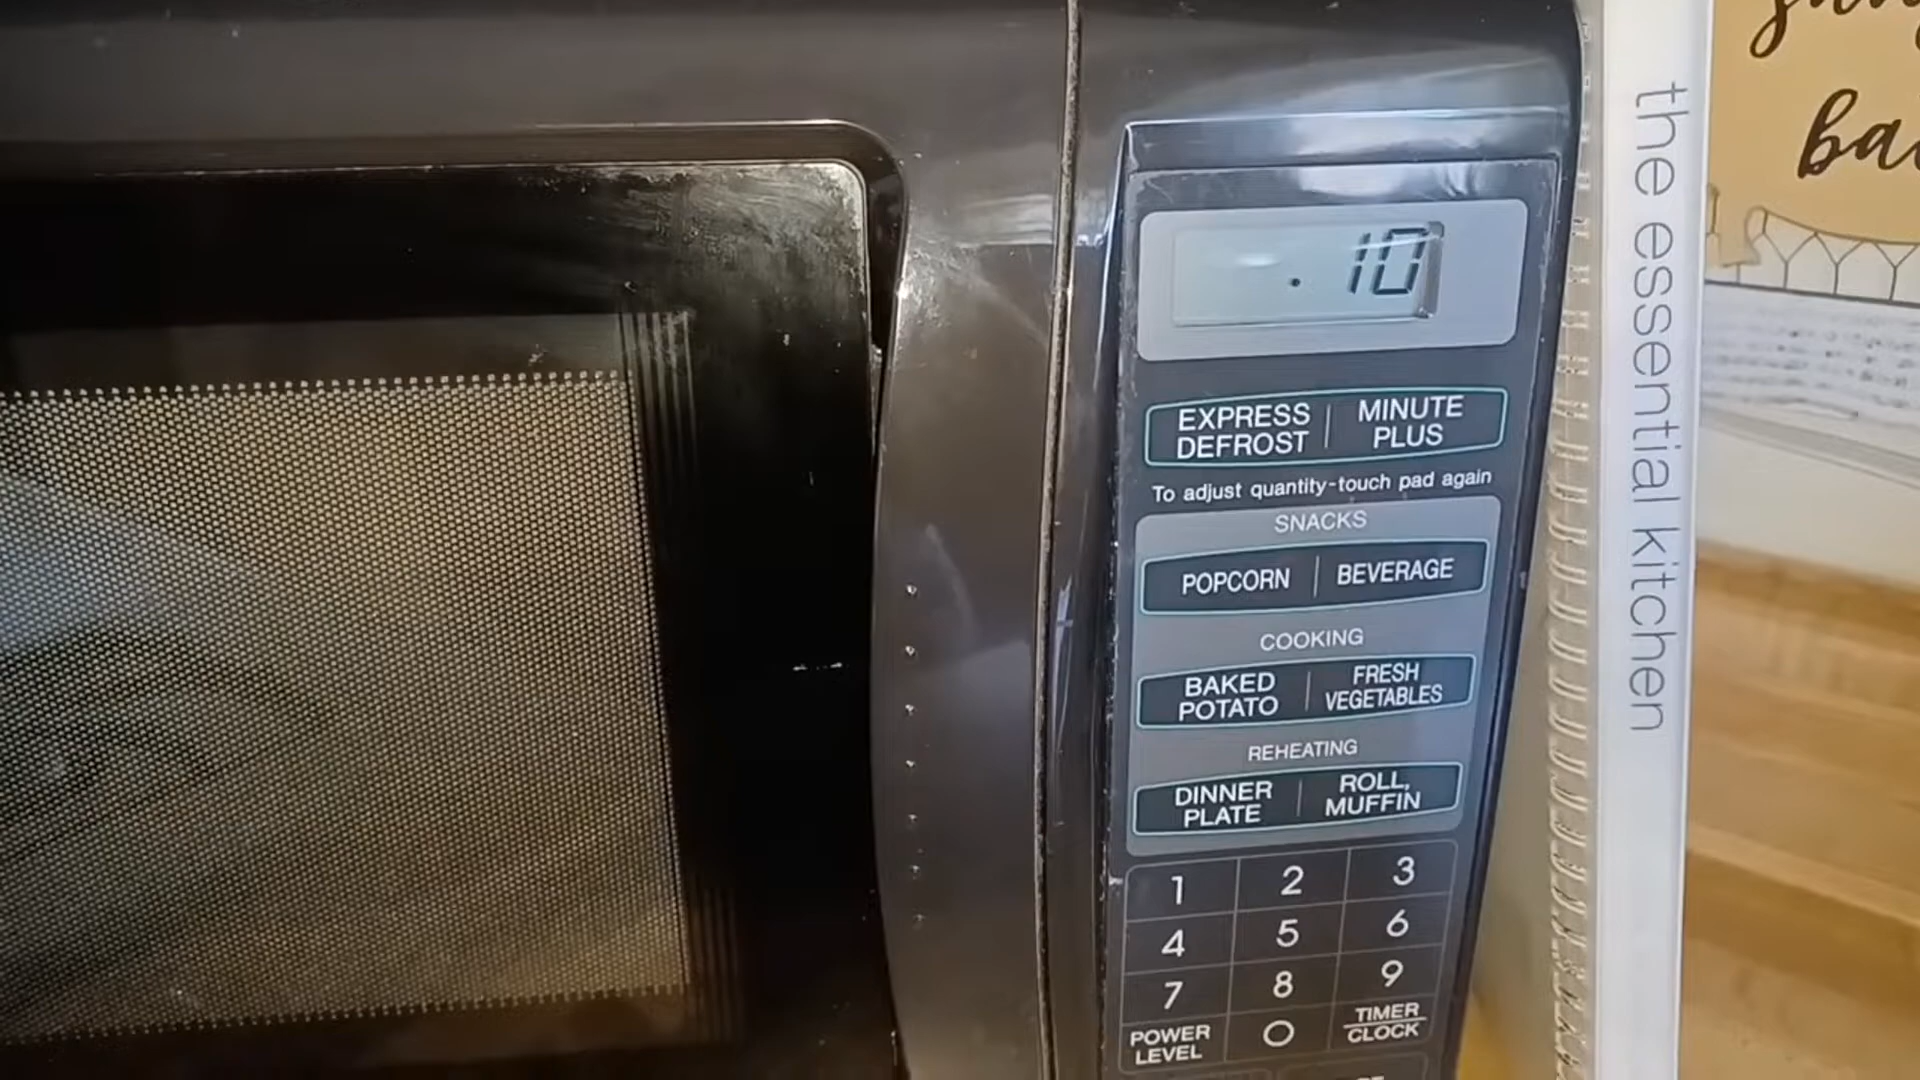 . 10
EXPRESS
DEFROST
MINUTE
PLUS
To adjust quantity-touch pad again
SNACKS
POPCORN
BEVERAGE
COOKING
BAKED
POTATO
FRESH
VEGETABLES
REHEATING
DINNER
PLATE
ROLL,
MUFFIN
1 2 3
4 5 6
7 8 9
POWER
LEVEL
0
TIMER
CLOCK
the essential kitchen